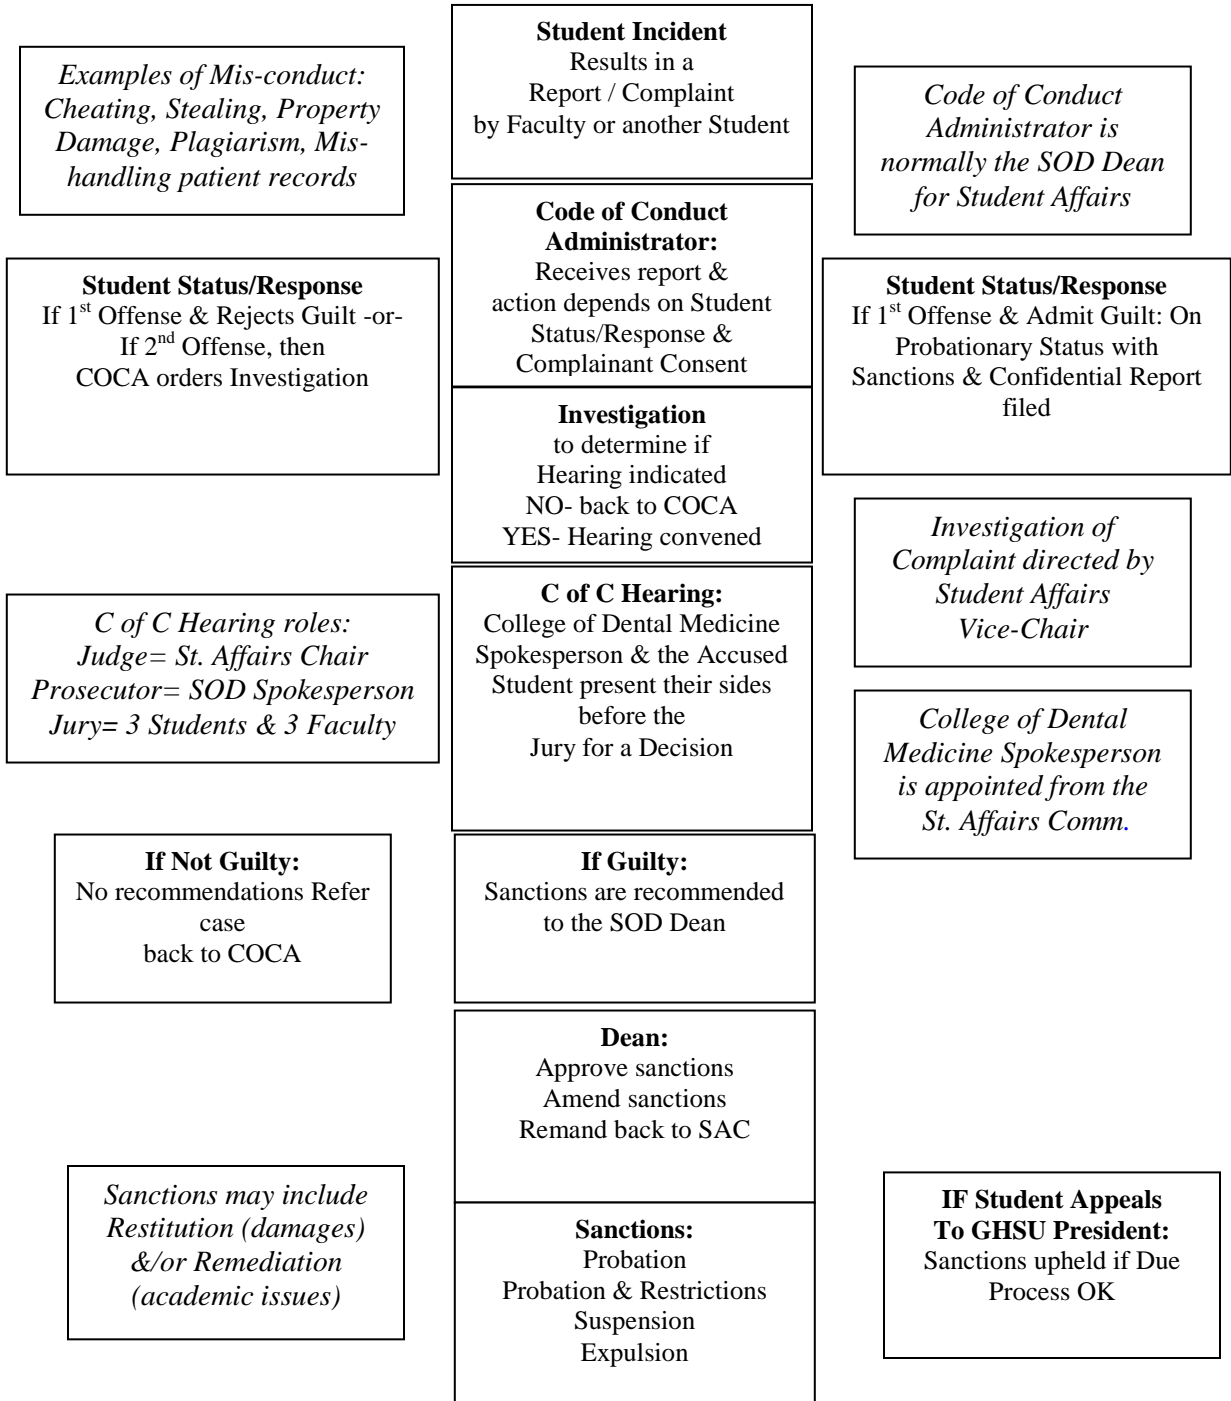 Student Incident
Results in a
Report / Complaint
by Faculty or another Student
Examples of Mis-conduct:
Cheating, Stealing, Property
Damage, Plagiarism, Mis-
handling patient records
Code of Conduct
Administrator is
normally the SOD Dean
for Student Affairs
Code of Conduct
Administrator:
Receives report &
action depends on Student
Status/Response &
Complainant Consent
Student Status/Response
If 1st Offense & Rejects Guilt -or-
If 2nd Offense, then
COCA orders Investigation
Student Status/Response
If 1st Offense & Admit Guilt: On
Probationary Status with
Sanctions & Confidential Report
filed
Investigation
to determine if
Hearing indicated
NO- back to COCA
YES- Hearing convened
Investigation of
Complaint directed by
Student Affairs
Vice-Chair
C of C Hearing roles:
Judge= St. Affairs Chair
Prosecutor= SOD Spokesperson
Jury= 3 Students & 3 Faculty
C of C Hearing:
College of Dental Medicine
Spokesperson & the Accused
Student present their sides
before the
Jury for a Decision
College of Dental
Medicine Spokesperson
is appointed from the
St. Affairs Comm.
If Not Guilty:
No recommendations Refer
case
back to COCA
If Guilty:
Sanctions are recommended
to the SOD Dean
Dean:
Approve sanctions
Amend sanctions
Remand back to SAC
Sanctions may include
Restitution (damages)
&/or Remediation
(academic issues)
Sanctions:
Probation
Probation & Restrictions
Suspension
Expulsion
IF Student Appeals
To GHSU President:
Sanctions upheld if Due
Process OK